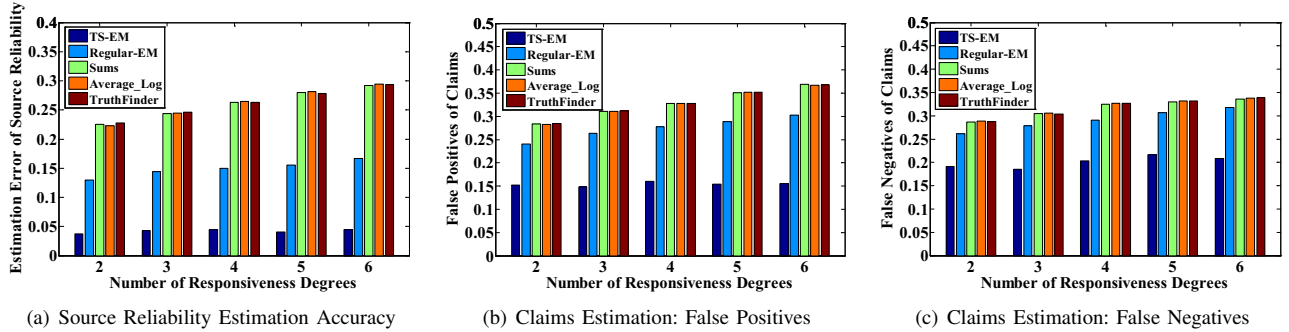 Estimation Error of Source Reliability
0.4
0.35
0.3
0.25
0.2
0.15
0.1
0.05
0
TS-EM
Regular-EM
Sums
Average_Log
TruthFinder
2 3 4 5 6
Number of Responsiveness Degrees
(a) Source Reliability Estimation Accuracy
False Positives of Claims
0.5
0.45
0.4
0.35
0.3
0.25
0.2
0.15
0.1
0.05
0
TS-EM
Regular-EM
Sums
Average_Log
TruthFinder
2 3 4 5 6
Number of Responsiveness Degrees
(b) Claims Estimation: False Positives
False Negatives of Claims
0.5
0.45
0.4
0.35
0.3
0.25
0.2
0.15
0.1
0.05
0
TS-EM
Regular-EM
Sums
Average_Log
TruthFinder
2 3 4 5 6
Number of Responsiveness Degrees
(c) Claims Estimation: False Negatives